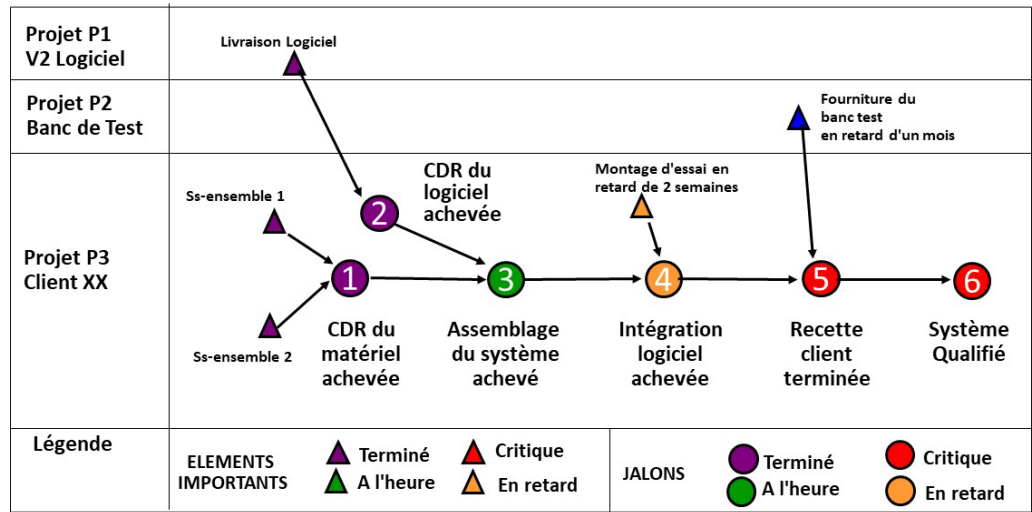 Projet P1
V2 Logiciel
Livraison Logiciel
Projet P2
Banc de Test
Fourniture du
banc test
en retard d'un mois
Projet P3
Client XX
Ss-ensemble 1
Ss-ensemble 2
CDR du
logiciel
achevée
Montage d'essai en
retard de 2 semaines
2
1
3
4
5
6
CDR du
matériel
achevée
Assemblage
du système
achevé
Intégration
logiciel
achevée
Recette
client
terminée
Système
Qualifié
Légende
ELEMENTS
IMPORTANTS
Terminé
Critique
A l'heure
En retard
JALONS
Terminé
Critique
A l'heure
En retard